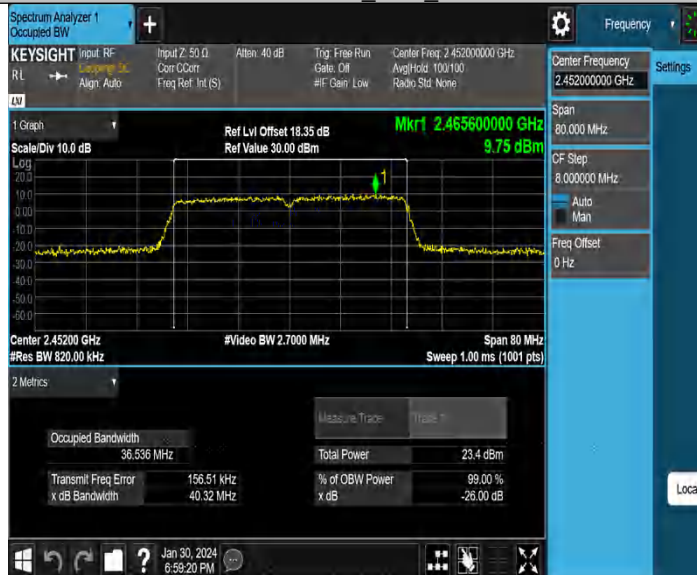 Spectrum Analyzer 1
Occupied BW
Frequency
KEYSIGHT Input: RF Input Z: 50 Ω Atten: 40 dB Trig: Free Run Center Freq: 2.452000000 GHz
RL Coupling: DC Corr CCorr Gate: Off Avg|Hold: 100/100
Align: Auto Freq Ref: Int (S) #IF Gain: Low Radio Std: None
LNI
Center Frequency
2.452000000 GHz
Settings
Span
80.000 MHz
CF Step
8.000000 MHz
Auto
Man
Freq Offset
0 Hz
1 Graph Ref Lvl Offset 18.35 dB Mkr1 2.465600000 GHz
Scale/Div 10.0 dB Ref Value 30.00 dBm 9.75 dBm
Log
20.0
10.0
0.00
-10.0
-20.0
-30.0
-40.0
-50.0
-60.0
1
Center 2.45200 GHz #Video BW 2.7000 MHz Span 80 MHz
#Res BW 820.00 kHz Sweep 1.00 ms (1001 pts)
2 Metrics
Measure Trace Trace 1
Occupied Bandwidth
36.536 MHz Total Power 23.4 dBm
Transmit Freq Error 156.51 kHz % of OBW Power 99.00 %
x dB Bandwidth 40.32 MHz x dB -26.00 dB
?
Jan 30, 2024
6:59:20 PM